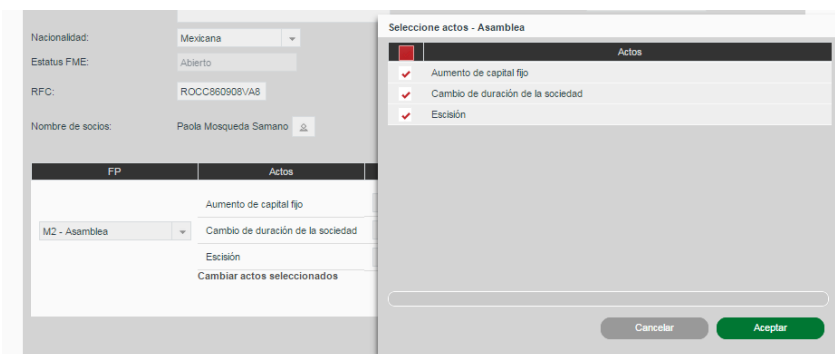 Nacionalidad:
Mexicana
Estatus FME:
Abierto
RFC:
ROCC860908VA8
Nombre de socios:
Paola Mosqueda Samano
FP
Actos
Aumento de capital fijo
M2 - Asamblea
Cambio de duración de la sociedad
Escisión
Cambiar actos seleccionados
Seleccione actos - Asamblea
Actos
Aumento de capital fijo
Cambio de duración de la sociedad
Escisión
Cancelar
Aceptar